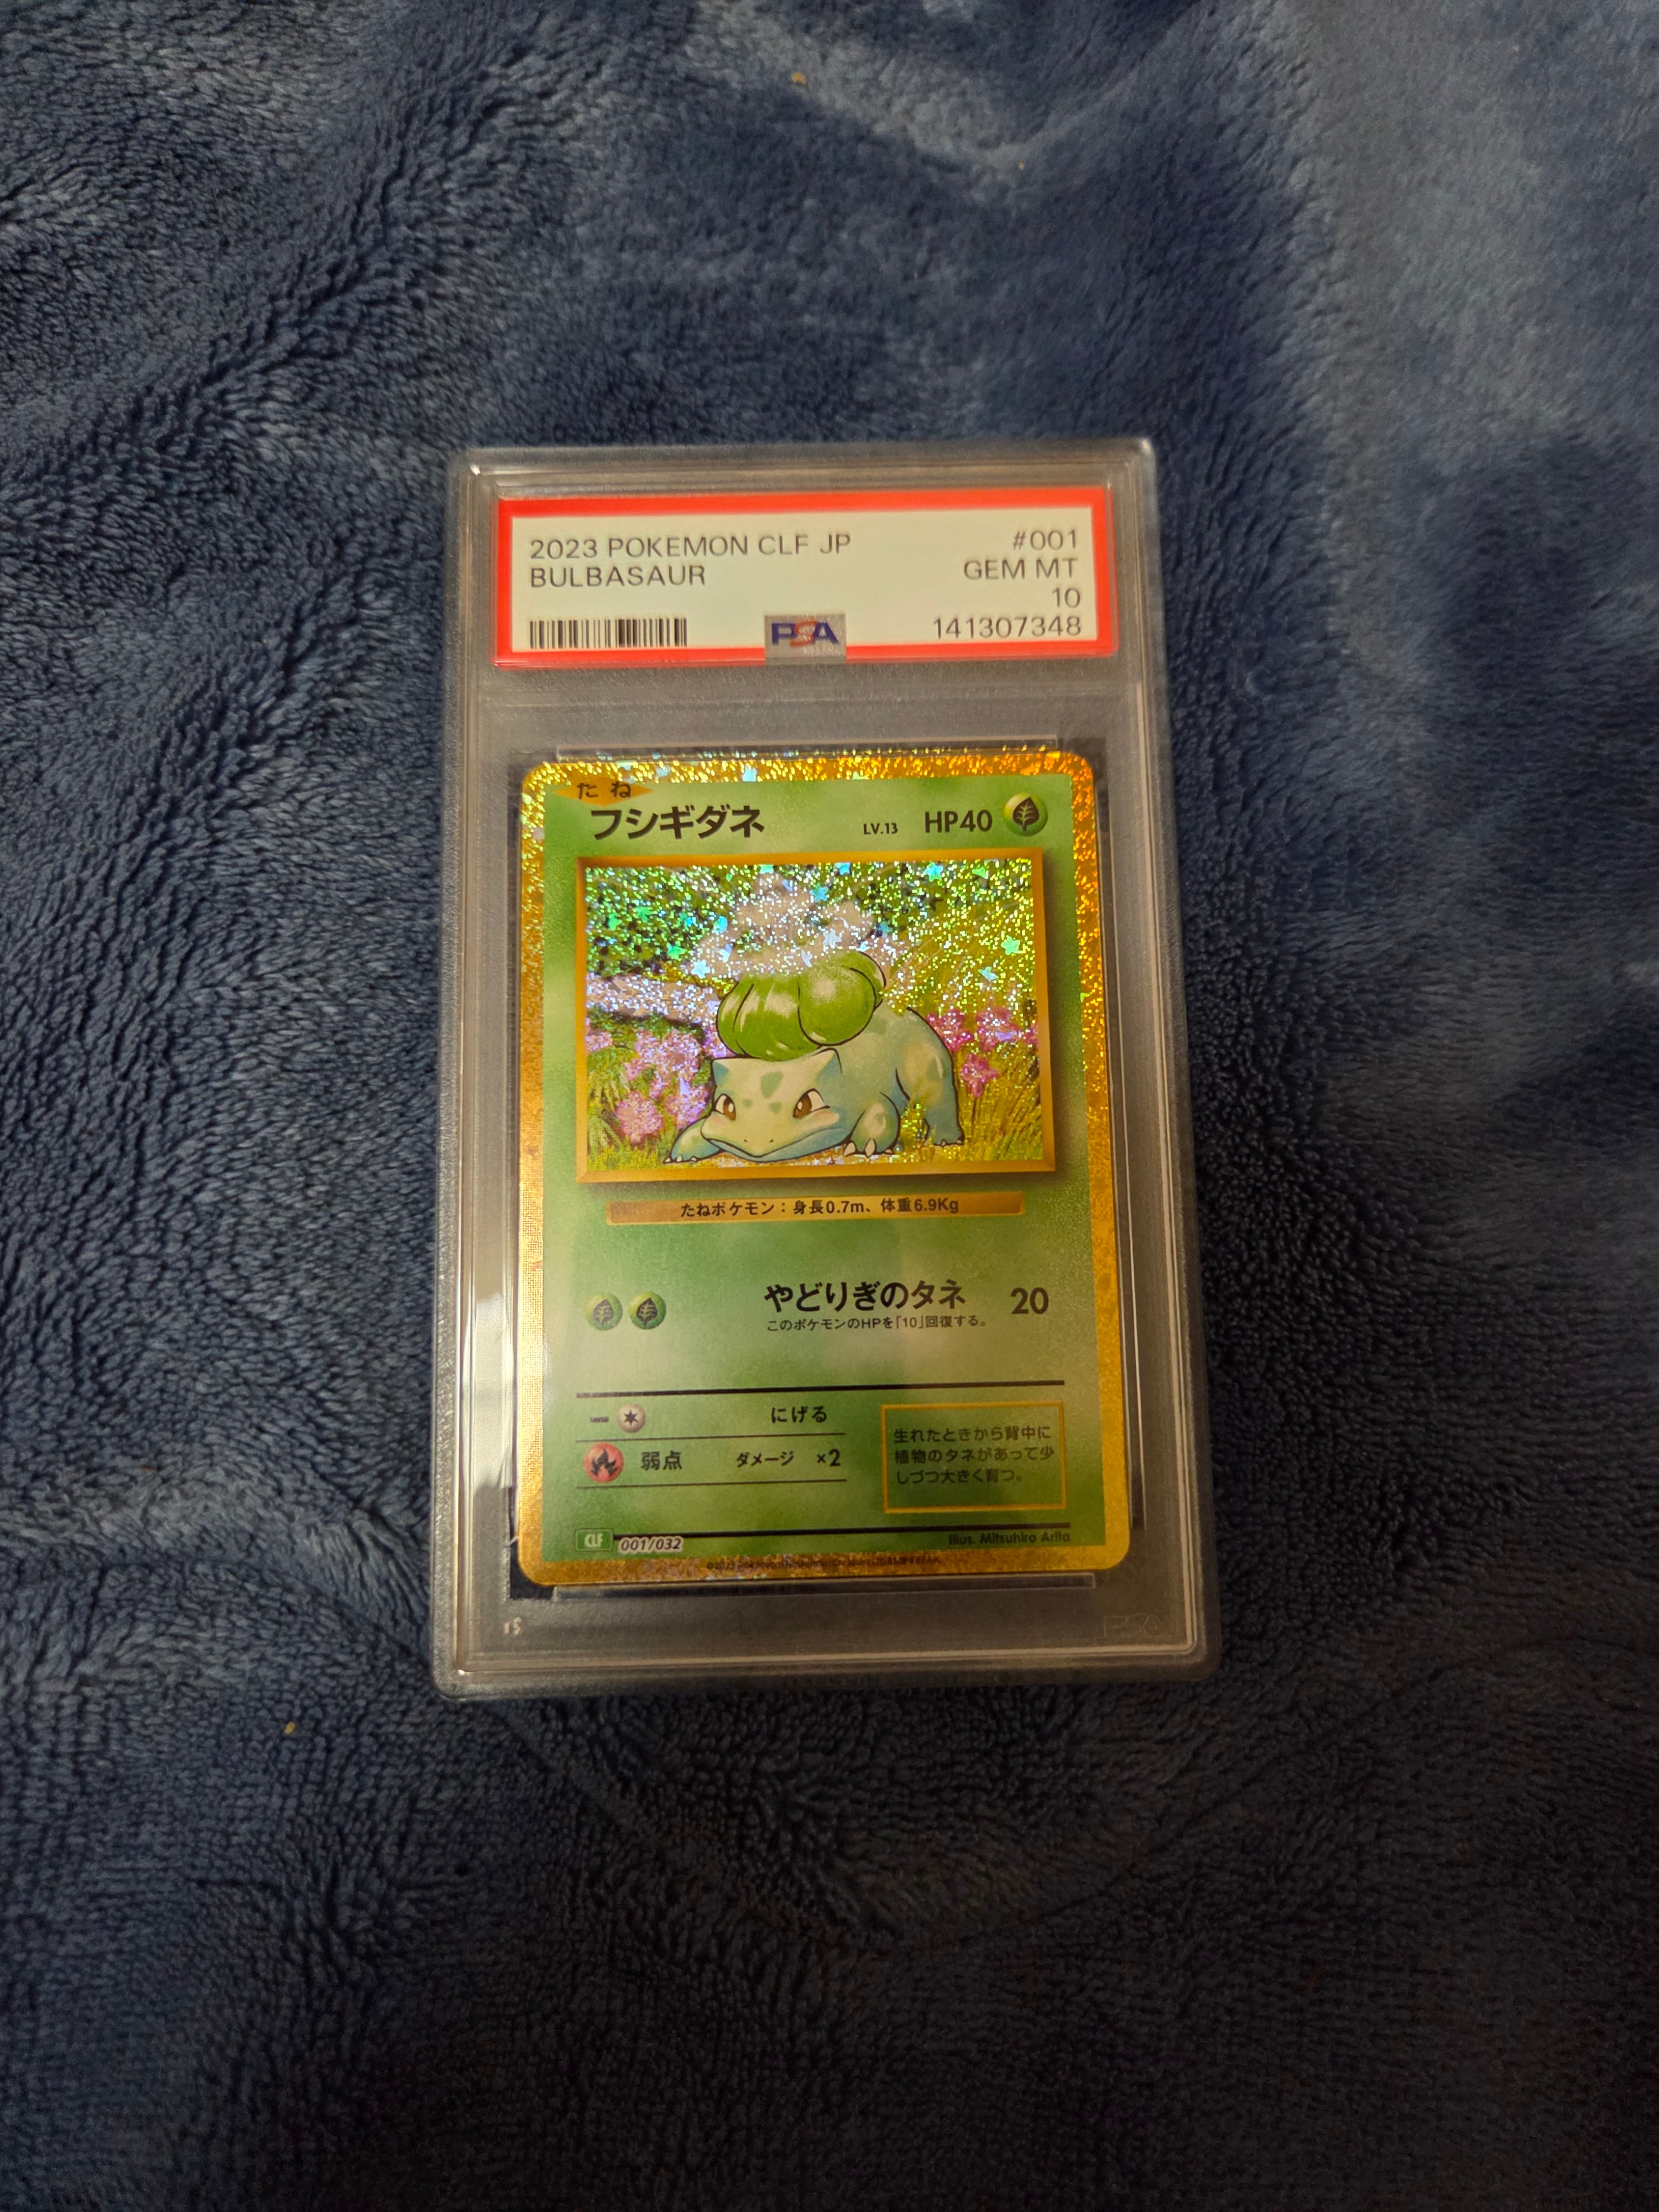 2023 POKEMON CLF JP #001
BULBASAUR GEM MT
10
PSA 141307348
たね
フシギダネ LV.13 HP40
たねポケモン：身長0.7m、体重6.9Kg
やどりぎのタネ 20
このポケモンのHPを「10」回復する。
にげる
弱点 ダメージ ×2
生れたときから背中に
植物のタネがあって少
しづつ大きく育つ。
CLF 001/032 Illus. Mitsuhiro Arita